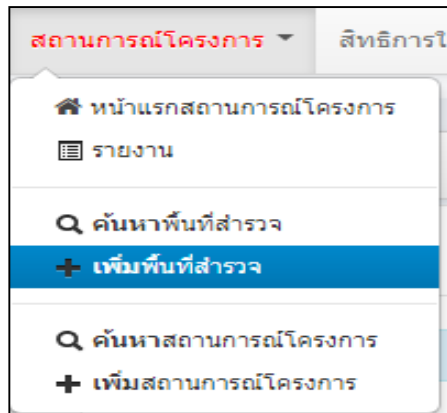 สถานการณ์โครงการ สิทธิการใ
หน้าแรกสถานการณ์โครงการ
รายงาน
ค้นหาพื้นที่สำรวจ
เพิ่มพื้นที่สำรวจ
ค้นหาสถานการณ์โครงการ
เพิ่มสถานการณ์โครงการ